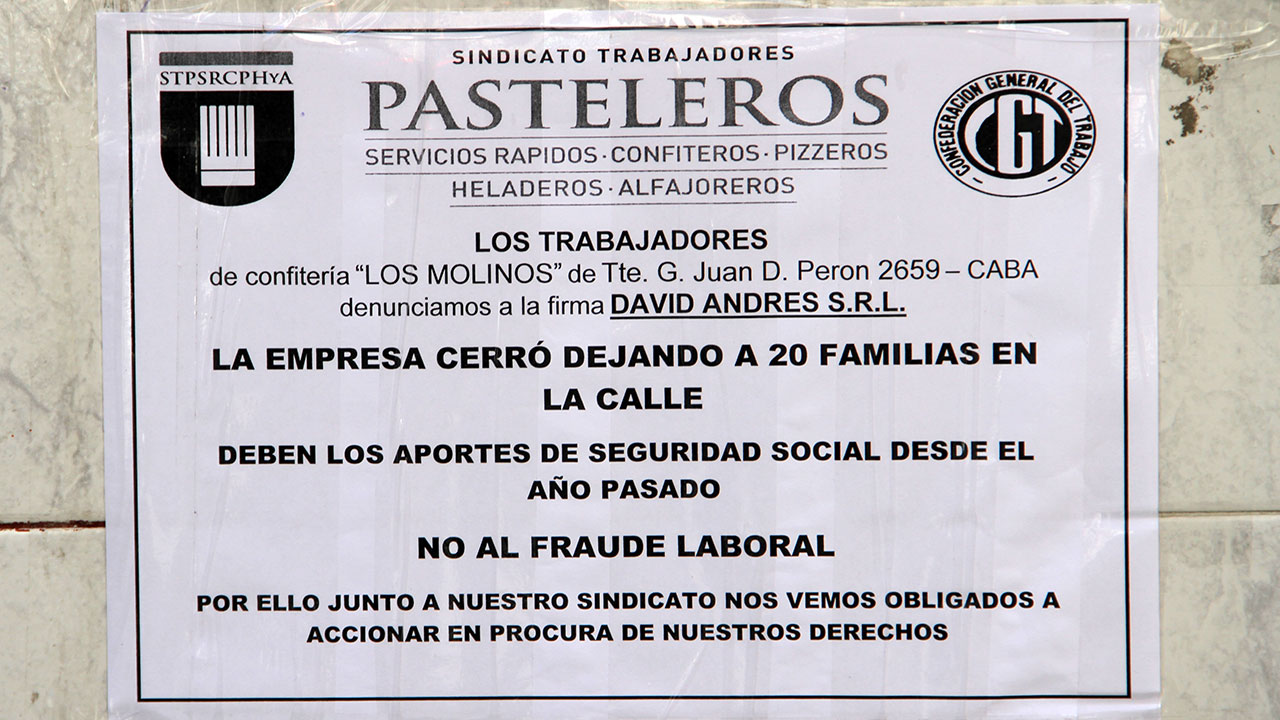 STPSRCPHyA
SINDICATO TRABAJADORES
PASTELEROS
SERVICIOS RAPIDOS · CONFITEROS · PIZZEROS
HELADEROS · ALFAJOREROS
CONFEDERACION GENERAL DEL TRABAJO
CGT
LOS TRABAJADORES
de confitería “LOS MOLINOS” de Tte. G. Juan D. Peron 2659 – CABA
denunciamos a la firma DAVID ANDRES S.R.L.
LA EMPRESA CERRÓ DEJANDO A 20 FAMILIAS EN
LA CALLE
DEBEN LOS APORTES DE SEGURIDAD SOCIAL DESDE EL
AÑO PASADO
NO AL FRAUDE LABORAL
POR ELLO JUNTO A NUESTRO SINDICATO NOS VEMOS OBLIGADOS A
ACCIONAR EN PROCURA DE NUESTROS DERECHOS